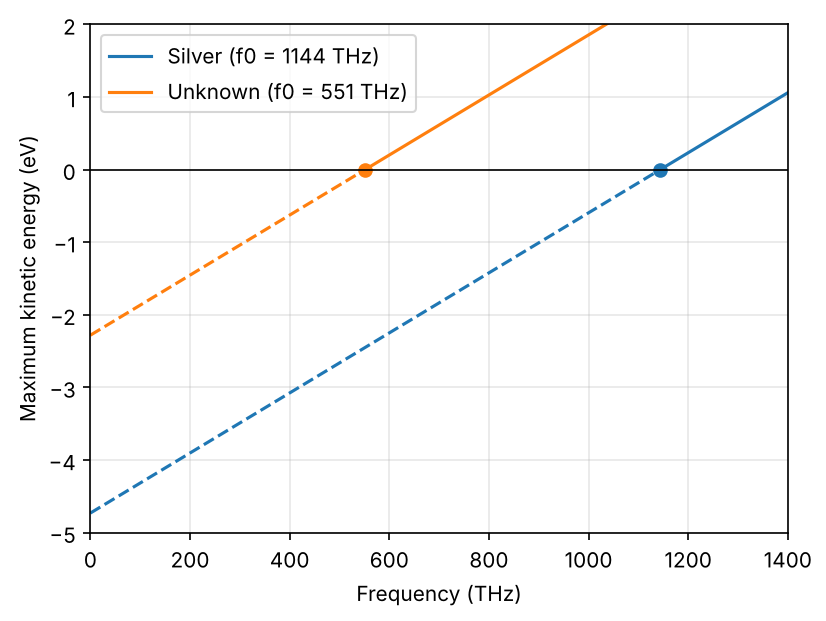 Silver (f0 = 1144 THz)
Unknown (f0 = 551 THz)
2
1
0
−1
−2
−3
−4
−5
Maximum kinetic energy (eV)
0 200 400 600 800 1000 1200 1400
Frequency (THz)